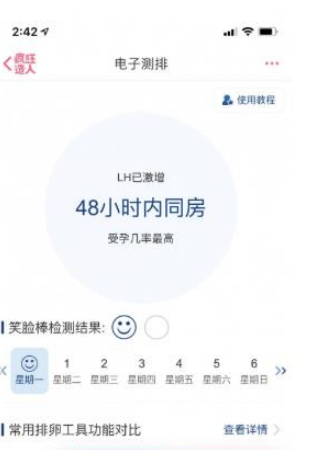 2:42
疯狂造人
电子测排
使用教程
LH已激增
48小时内同房
受孕几率最高
笑脸棒检测结果:
1 2 3 4 5 6
星期一 星期二 星期三 星期四 星期五 星期六 星期日
常用排卵工具功能对比 查看详情